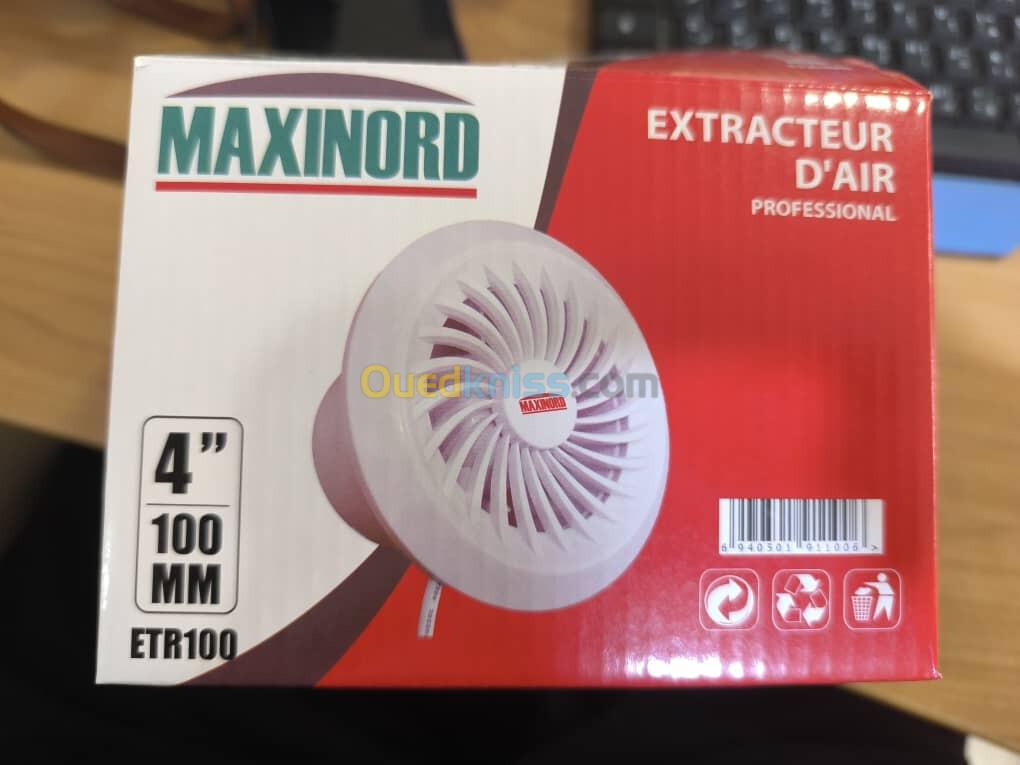 MAXINORD
EXTRACTEUR
D'AIR
PROFESSIONAL
Ouedkniss.com
MAXINORD
4”
100
MM
ETR100
6 940501 911006 >